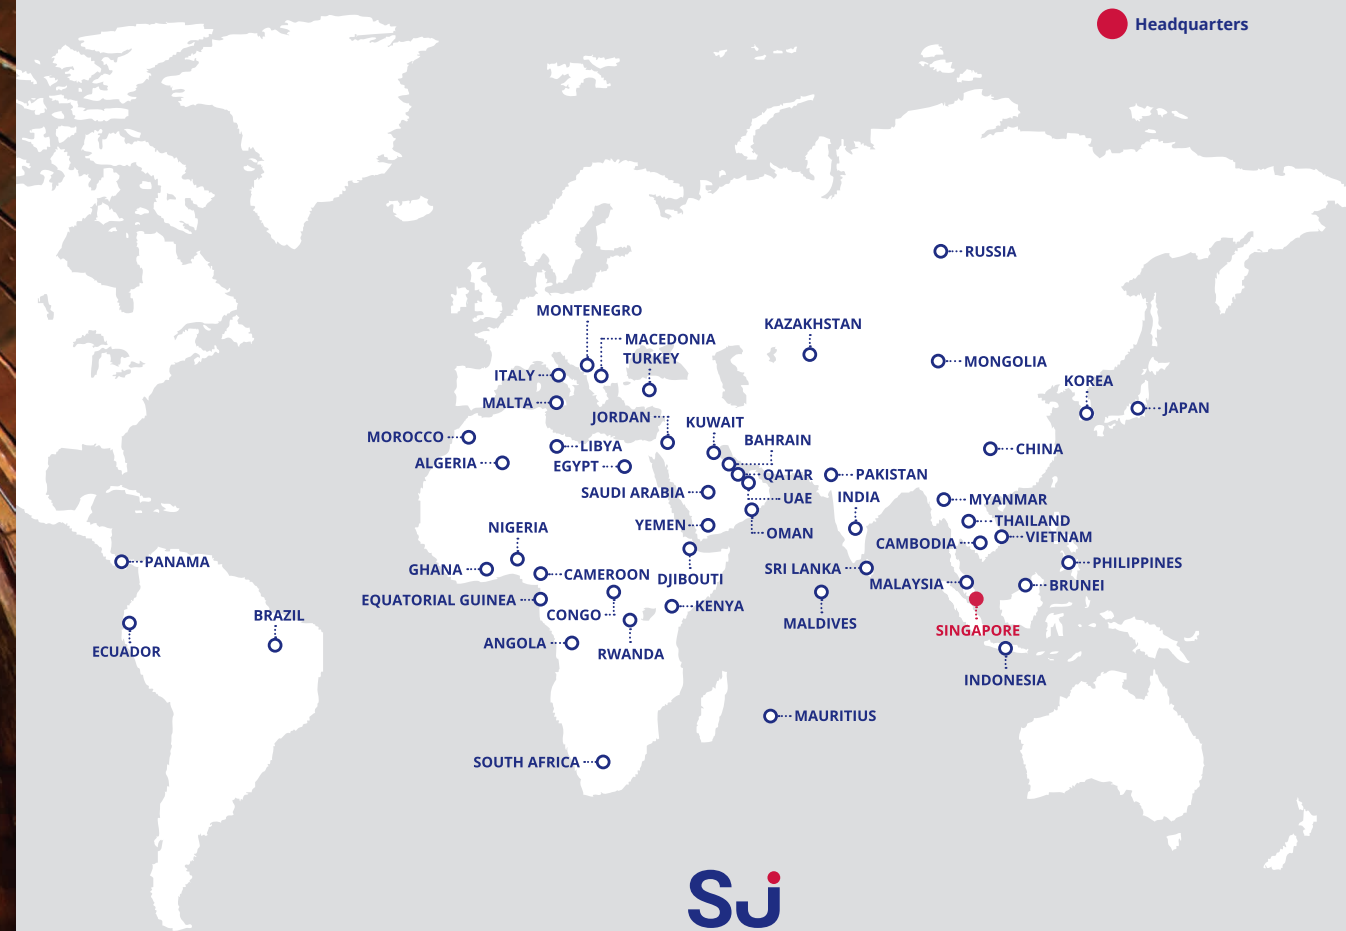 Headquarters
RUSSIA
MONTENEGRO
KAZAKHSTAN
MACEDONIA
TURKEY
MONGOLIA
ITALY
KOREA
MALTA
JAPAN
JORDAN
KUWAIT
MOROCCO
BAHRAIN
LIBYA
CHINA
ALGERIA
EGYPT
QATAR
PAKISTAN
SAUDI ARABIA
UAE
INDIA
MYANMAR
YEMEN
THAILAND
NIGERIA
OMAN
VIETNAM
CAMBODIA
PANAMA
PHILIPPINES
GHANA
CAMEROON
SRI LANKA
DJIBOUTI
MALAYSIA
BRUNEI
EQUATORIAL GUINEA
KENYA
BRAZIL
CONGO
MALDIVES
SINGAPORE
ANGOLA
ECUADOR
RWANDA
INDONESIA
MAURITIUS
SOUTH AFRICA
SJ